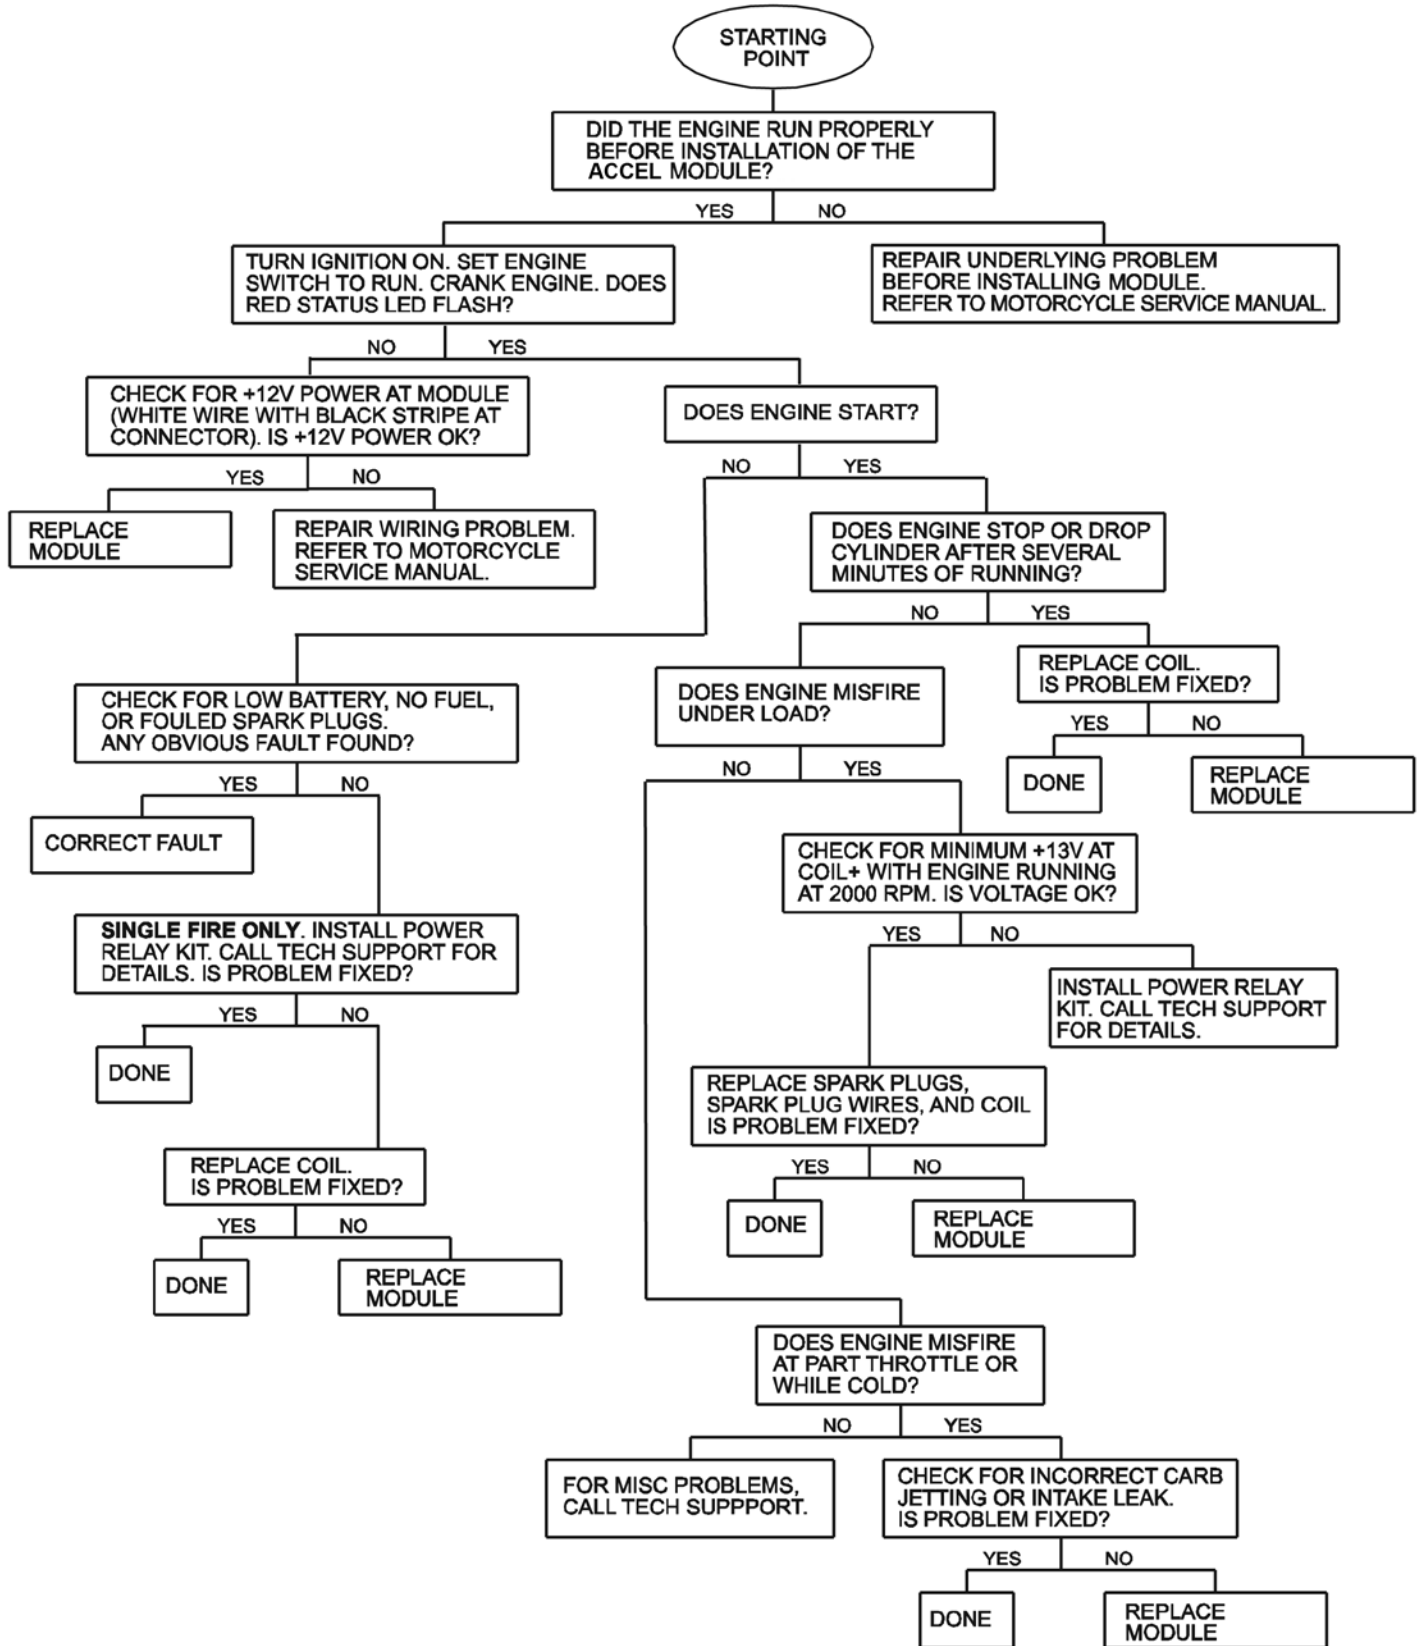 STARTING
POINT
DID THE ENGINE RUN PROPERLY
BEFORE INSTALLATION OF THE
ACCEL MODULE?
YES
NO
TURN IGNITION ON. SET ENGINE
SWITCH TO RUN. CRANK ENGINE. DOES
RED STATUS LED FLASH?
REPAIR UNDERLYING PROBLEM
BEFORE INSTALLING MODULE.
REFER TO MOTORCYCLE SERVICE MANUAL.
NO
YES
CHECK FOR +12V POWER AT MODULE
(WHITE WIRE WITH BLACK STRIPE AT
CONNECTOR). IS +12V POWER OK?
DOES ENGINE START?
YES
NO
NO
YES
REPLACE
MODULE
REPAIR WIRING PROBLEM.
REFER TO MOTORCYCLE
SERVICE MANUAL.
DOES ENGINE STOP OR DROP
CYLINDER AFTER SEVERAL
MINUTES OF RUNNING?
NO
YES
CHECK FOR LOW BATTERY, NO FUEL,
OR FOULED SPARK PLUGS.
ANY OBVIOUS FAULT FOUND?
DOES ENGINE MISFIRE
UNDER LOAD?
REPLACE COIL.
IS PROBLEM FIXED?
YES
NO
DONE
REPLACE
MODULE
YES
NO
NO
YES
CORRECT FAULT
CHECK FOR MINIMUM +13V AT
COIL+ WITH ENGINE RUNNING
AT 2000 RPM. IS VOLTAGE OK?
SINGLE FIRE ONLY. INSTALL POWER
RELAY KIT. CALL TECH SUPPORT FOR
DETAILS. IS PROBLEM FIXED?
YES
NO
INSTALL POWER RELAY
KIT. CALL TECH SUPPORT
FOR DETAILS.
YES
NO
DONE
REPLACE SPARK PLUGS,
SPARK PLUG WIRES, AND COIL
IS PROBLEM FIXED?
REPLACE COIL.
IS PROBLEM FIXED?
YES
NO
DONE
REPLACE
MODULE
YES
NO
DONE
REPLACE
MODULE
DOES ENGINE MISFIRE
AT PART THROTTLE OR
WHILE COLD?
NO
YES
FOR MISC PROBLEMS,
CALL TECH SUPPPORT.
CHECK FOR INCORRECT CARB
JETTING OR INTAKE LEAK.
IS PROBLEM FIXED?
YES
NO
DONE
REPLACE
MODULE